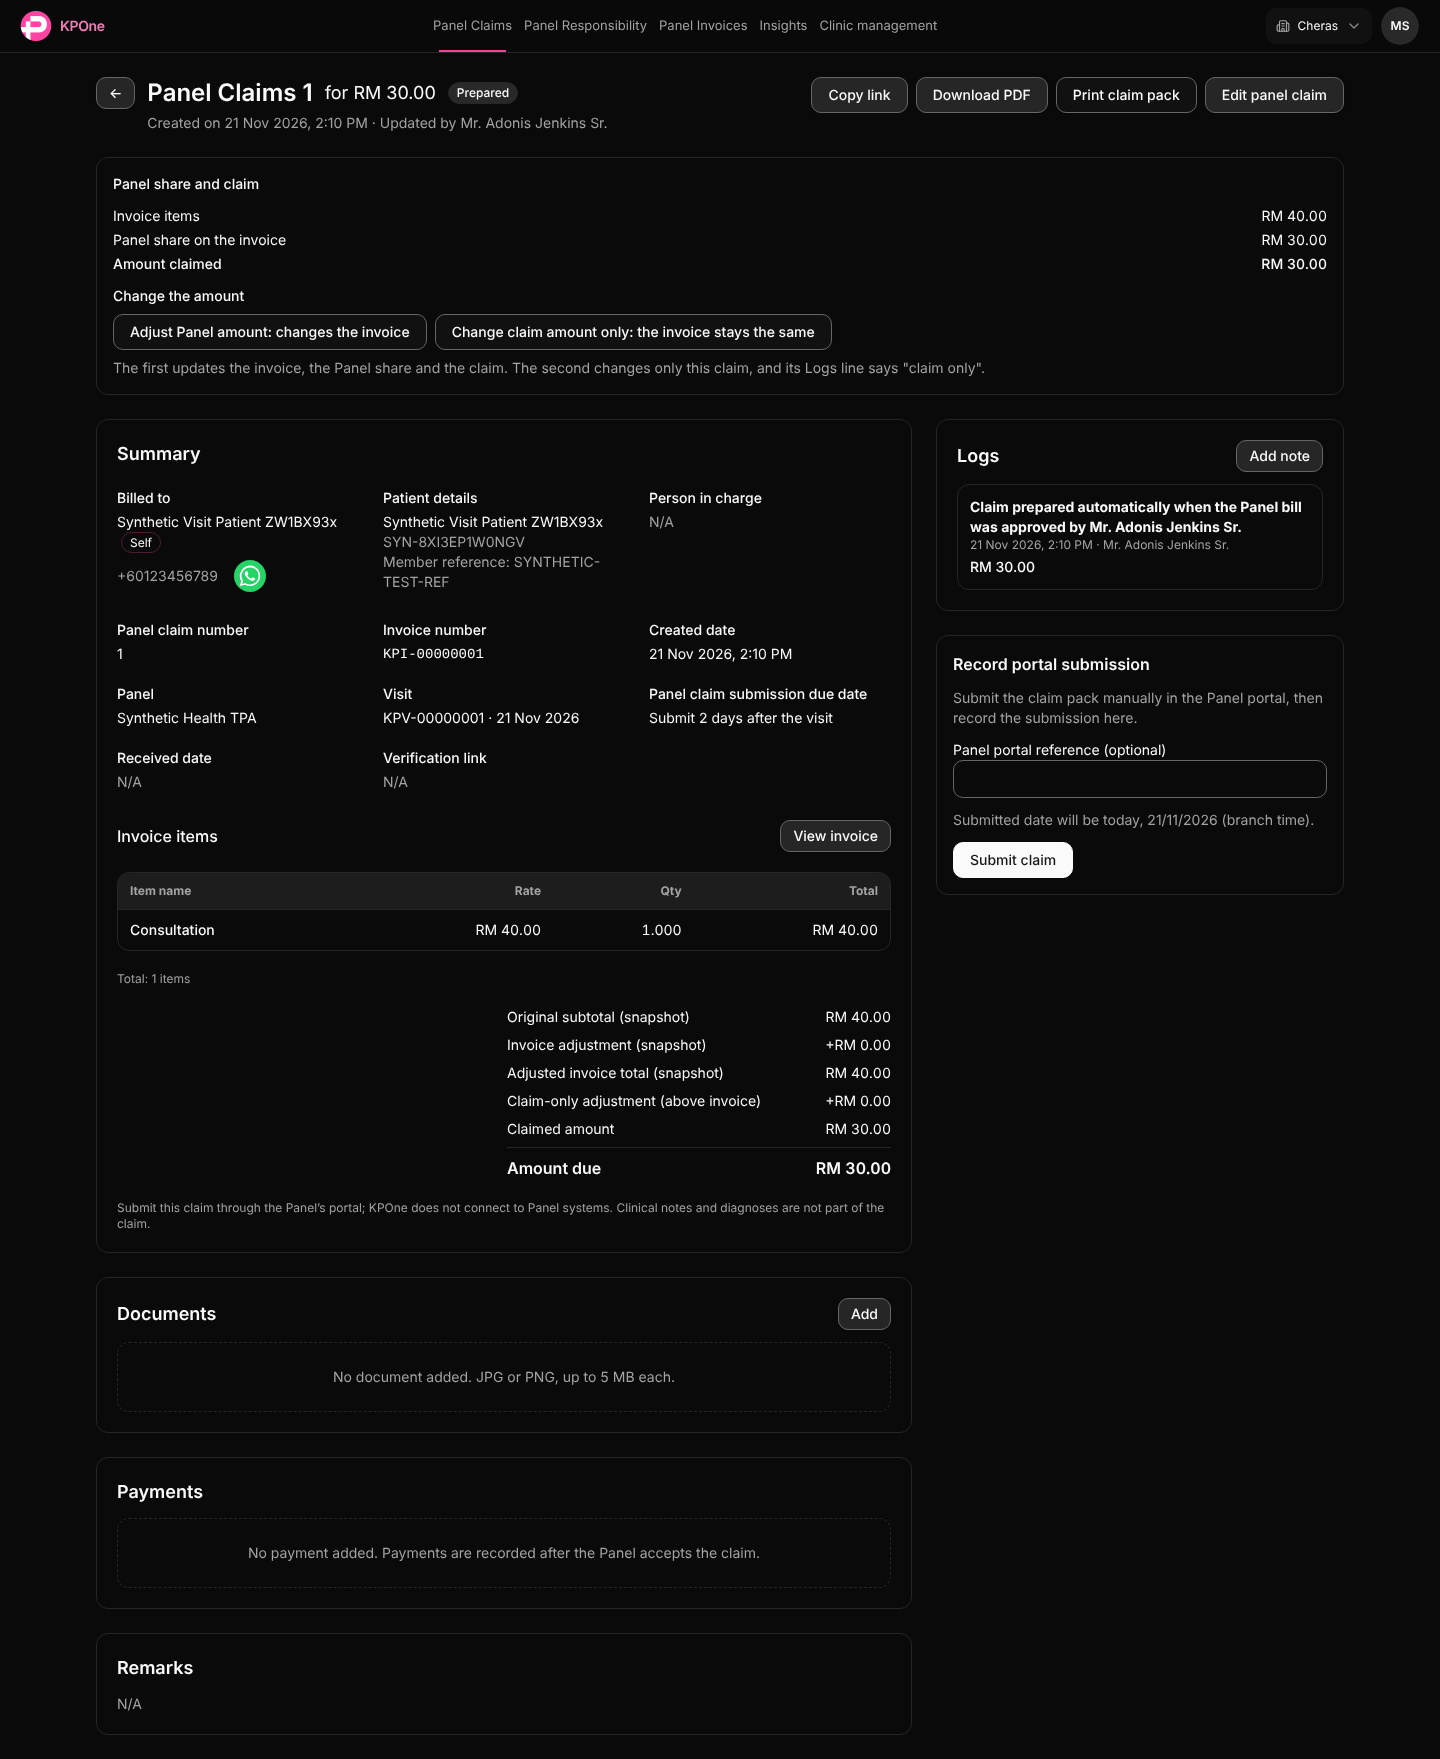 KPOne
Panel Claims
Panel Responsibility
Panel Invoices
Insights
Clinic management
Cheras
MS
Panel Claims 1 for RM 30.00 Prepared
Created on 21 Nov 2026, 2:10 PM · Updated by Mr. Adonis Jenkins Sr.
Copy link
Download PDF
Print claim pack
Edit panel claim
Panel share and claim
Invoice items RM 40.00
Panel share on the invoice RM 30.00
Amount claimed RM 30.00
Change the amount
Adjust Panel amount: changes the invoice
Change claim amount only: the invoice stays the same
The first updates the invoice, the Panel share and the claim. The second changes only this claim, and its Logs line says "claim only".
Summary
Billed to
Synthetic Visit Patient ZW1BX93x
Self
+60123456789
Patient details
Synthetic Visit Patient ZW1BX93x
SYN-8XI3EP1W0NGV
Member reference: SYNTHETIC-
TEST-REF
Person in charge
N/A
Panel claim number
1
Invoice number
KPI-00000001
Created date
21 Nov 2026, 2:10 PM
Panel
Synthetic Health TPA
Visit
KPV-00000001 · 21 Nov 2026
Panel claim submission due date
Submit 2 days after the visit
Received date
N/A
Verification link
N/A
Invoice items
View invoice
Item name Rate Qty Total
Consultation RM 40.00 1.000 RM 40.00
Total: 1 items
Original subtotal (snapshot) RM 40.00
Invoice adjustment (snapshot) +RM 0.00
Adjusted invoice total (snapshot) RM 40.00
Claim-only adjustment (above invoice) +RM 0.00
Claimed amount RM 30.00
Amount due RM 30.00
Submit this claim through the Panel's portal; KPOne does not connect to Panel systems. Clinical notes and diagnoses are not part of the
claim.
Documents
Add
No document added. JPG or PNG, up to 5 MB each.
Payments
No payment added. Payments are recorded after the Panel accepts the claim.
Remarks
N/A
Logs
Add note
Claim prepared automatically when the Panel bill
was approved by Mr. Adonis Jenkins Sr.
21 Nov 2026, 2:10 PM · Mr. Adonis Jenkins Sr.
RM 30.00
Record portal submission
Submit the claim pack manually in the Panel portal, then
record the submission here.
Panel portal reference (optional)
Submitted date will be today, 21/11/2026 (branch time).
Submit claim